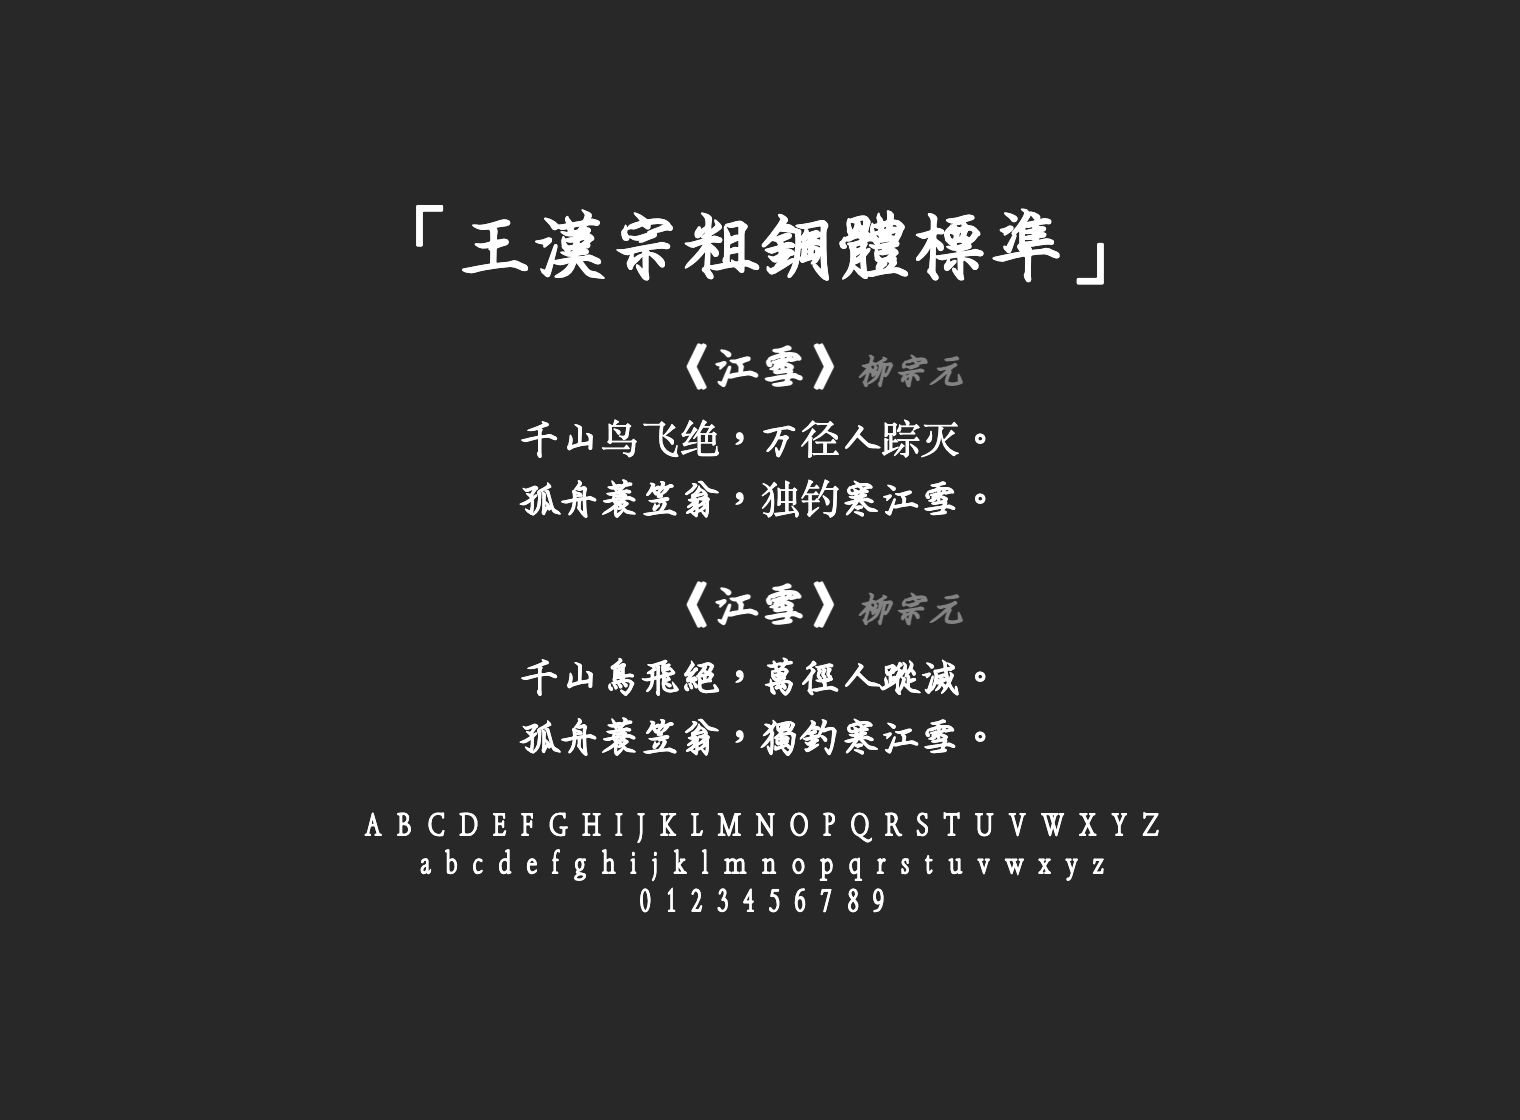 「王漢宗粗鋼體標準」
《江雪》柳宗元
千山鸟飞绝，万径人踪灭。
孤舟蓑笠翁，独钓寒江雪。
《江雪》柳宗元
千山鳥飛絕，萬徑人蹤滅。
孤舟蓑笠翁，獨釣寒江雪。
A B C D E F G H I J K L M N O P Q R S T U V W X Y Z
a b c d e f g h i j k l m n o p q r s t u v w x y z
0 1 2 3 4 5 6 7 8 9